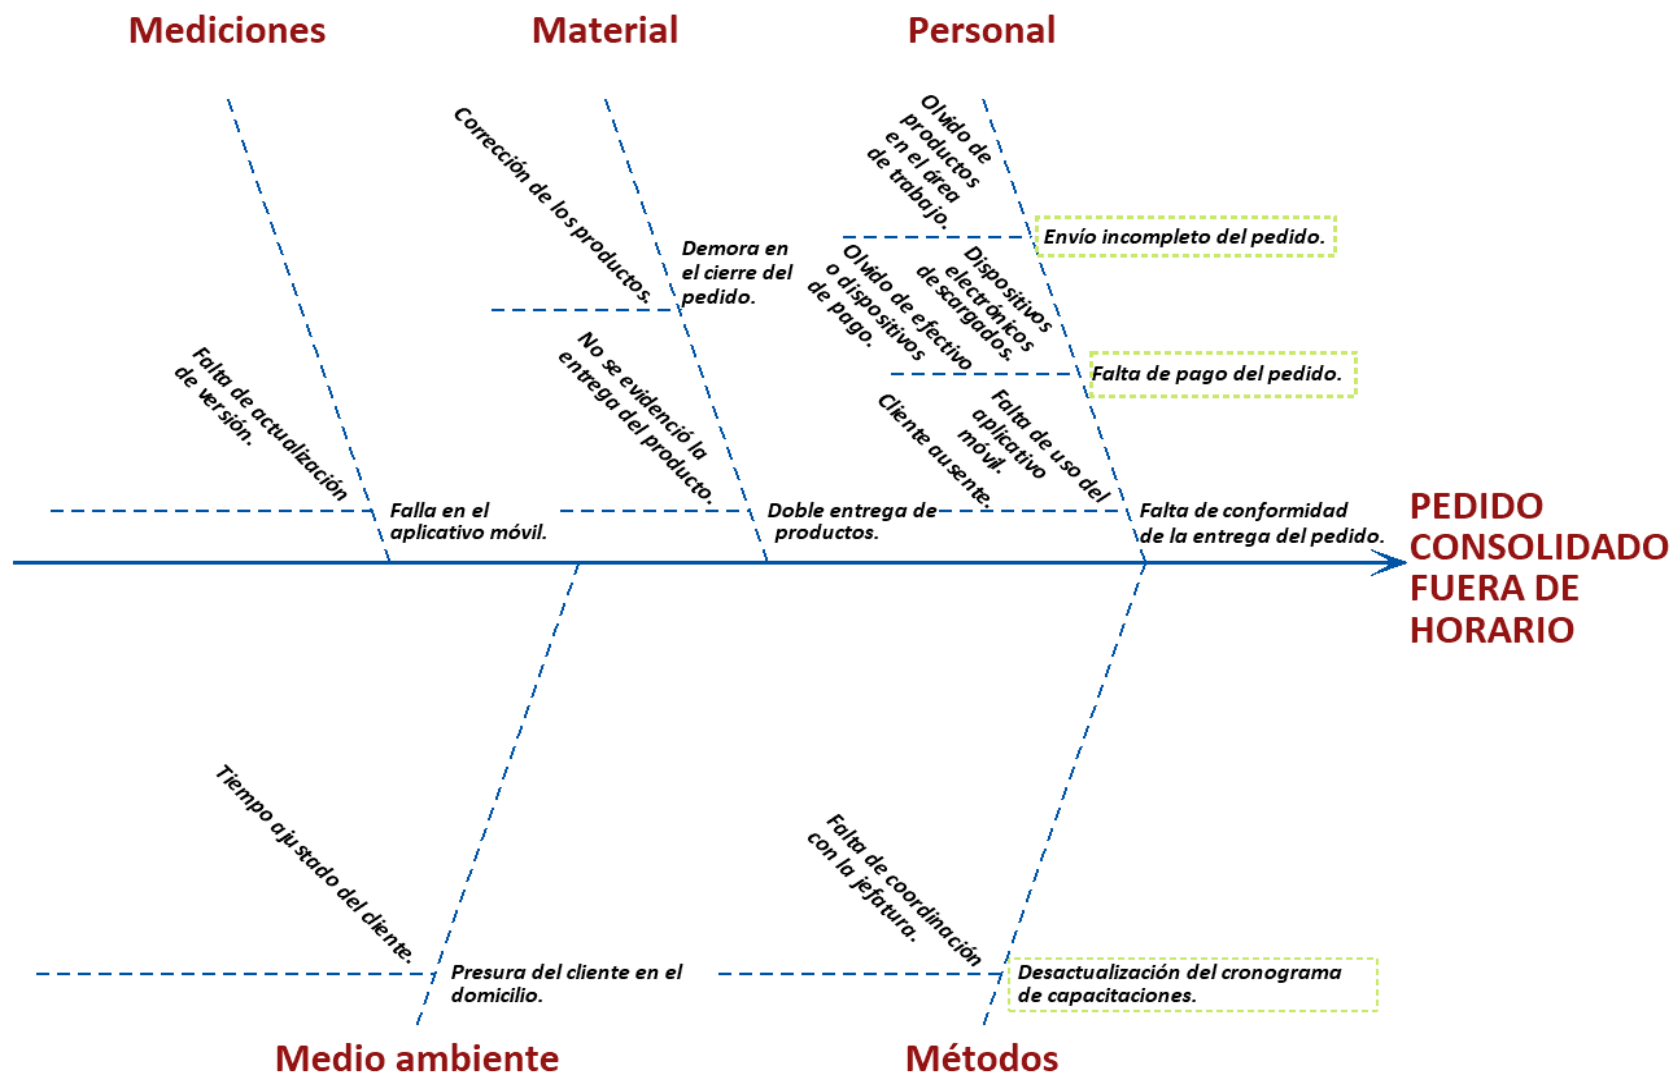 Mediciones
Material
Personal
Falta de actualización
de versión.
Falla en el
aplicativo móvil.
Corrección de los productos.
Demora en
el cierre del
pedido.
No se evidenció la
entrega del producto.
Doble entrega de
productos.
Olvido de
productos
en el área
de trabajo.
Envío incompleto del pedido.
Dispositivos
electrónicos
descargados.
Olvido de efectivo
o dispositivos
de pago.
Falta de pago del pedido.
Falta de uso del
aplicativo
móvil.
Cliente ausente.
Falta de conformidad
de la entrega del pedido.
PEDIDO
CONSOLIDADO
FUERA DE
HORARIO
Tiempo ajustado del cliente.
Presura del cliente en el
domicilio.
Falta de coordinación
con la jefatura.
Desactualización del cronograma
de capacitaciones.
Medio ambiente
Métodos